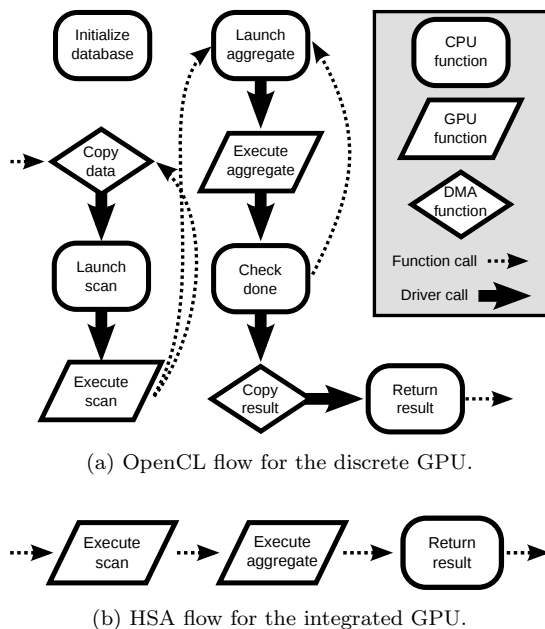 Initialize
database
Copy
data
Launch
scan
Execute
scan
Launch
aggregate
Execute
aggregate
Check
done
Copy
result
Return
result
CPU
function
GPU
function
DMA
function
Function call
Driver call
(a) OpenCL flow for the discrete GPU.
Execute
scan
Execute
aggregate
Return
result
(b) HSA flow for the integrated GPU.